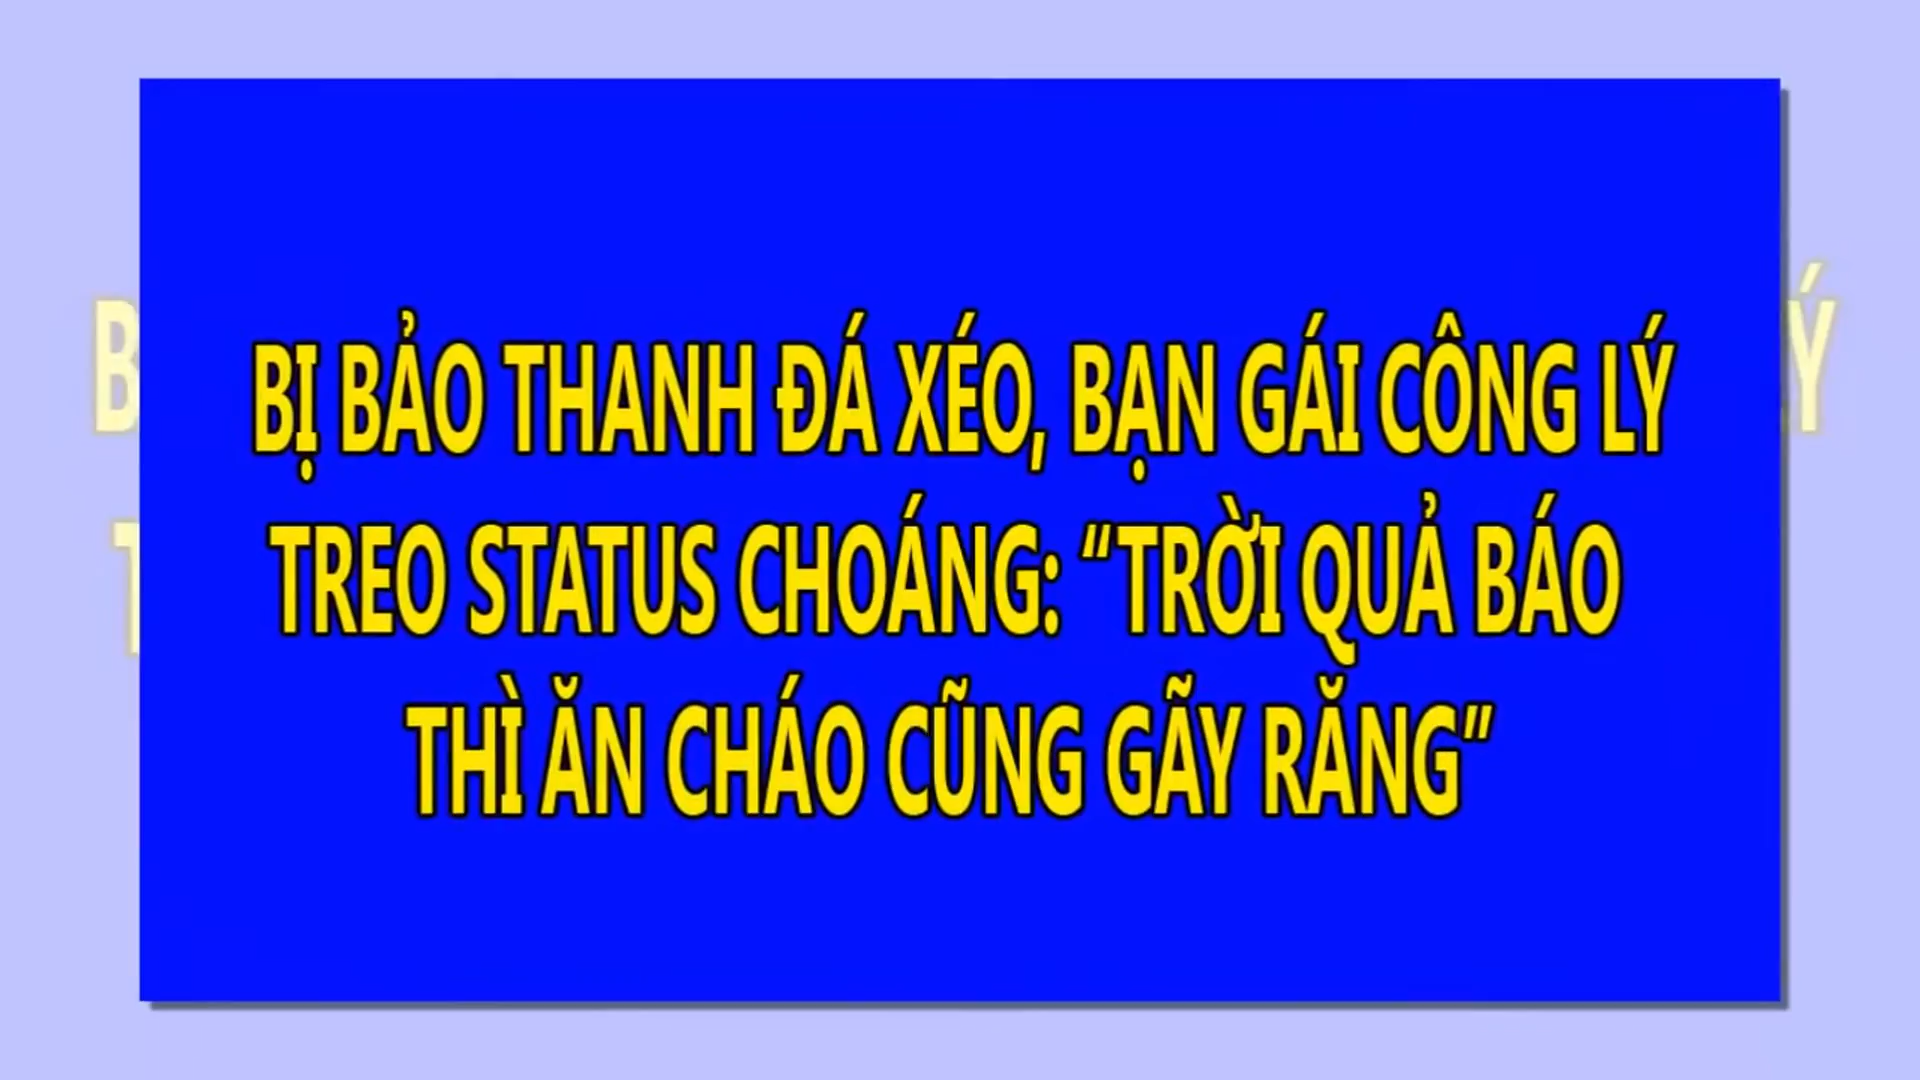 BỊ BẢO THANH ĐÁ XÉO, BẠN GÁI CÔNG LÝ
TREO STATUS CHOÁNG: “TRỜI QUẢ BÁO
THÌ ĂN CHÁO CŨNG GÃY RĂNG”